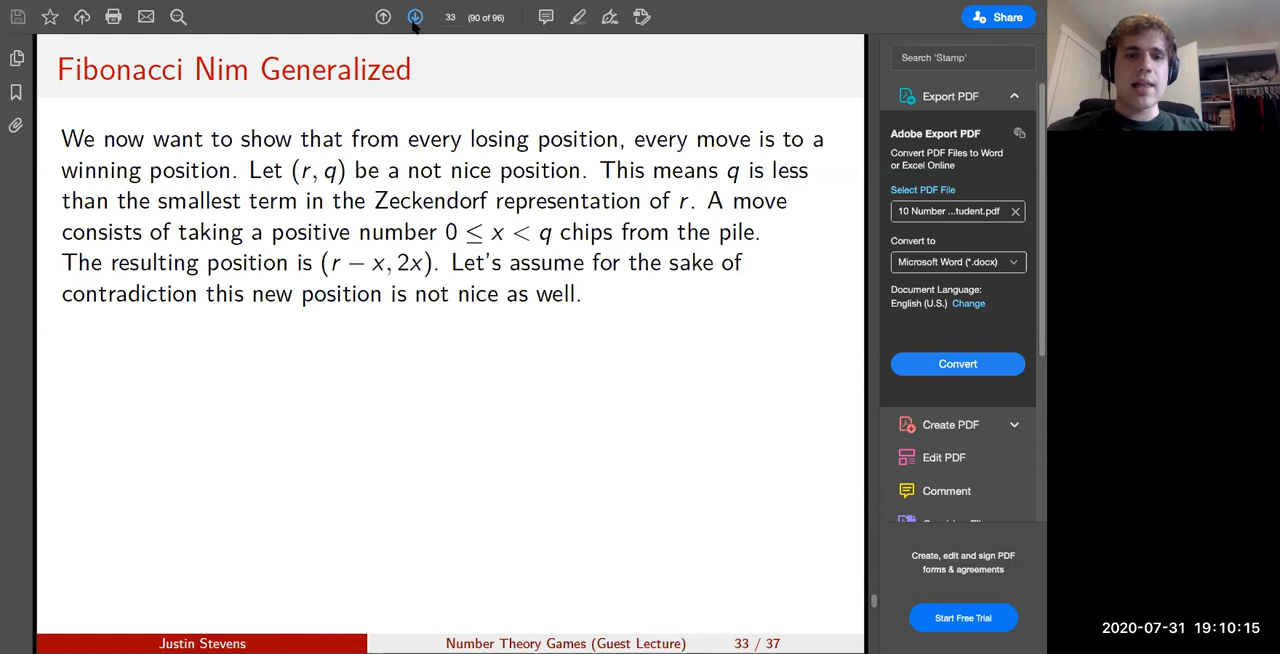 33 (90 of 96)
Share
Fibonacci Nim Generalized
We now want to show that from every losing position, every move is to a
winning position. Let (r, q) be a not nice position. This means q is less
than the smallest term in the Zeckendorf representation of r. A move
consists of taking a positive number 0 ≤ x < q chips from the pile.
The resulting position is (r − x, 2x). Let's assume for the sake of
contradiction this new position is not nice as well.
Justin Stevens
Number Theory Games (Guest Lecture)
33 / 37
Search 'Stamp'
Export PDF
Adobe Export PDF
Convert PDF Files to Word
or Excel Online
Select PDF File
10 Number ...tudent.pdf
Convert to
Microsoft Word (*.docx)
Document Language:
English (U.S.) Change
Convert
Create PDF
Edit PDF
Comment
Create, edit and sign PDF
forms & agreements
Start Free Trial
2020-07-31 19:10:15